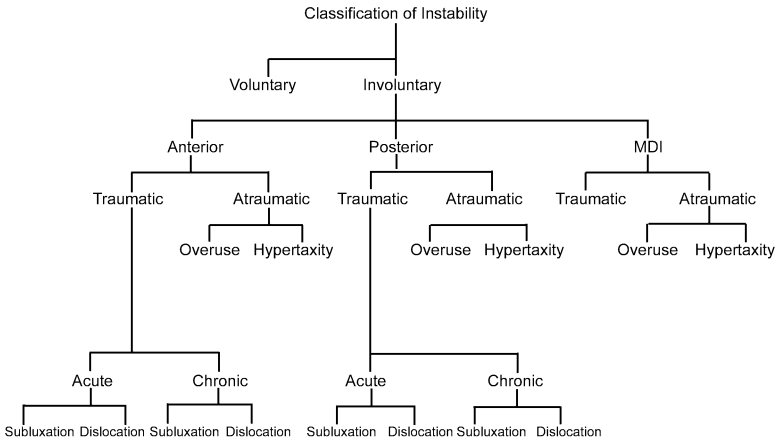 Classification of Instability
Voluntary Involuntary
Anterior Posterior MDI
Traumatic Atraumatic Traumatic Atraumatic Traumatic Atraumatic
Overuse Hypertaxity Overuse Hypertaxity Overuse Hypertaxity
Acute Chronic Acute Chronic
Subluxation Dislocation Subluxation Dislocation Subluxation Dislocation Subluxation Dislocation